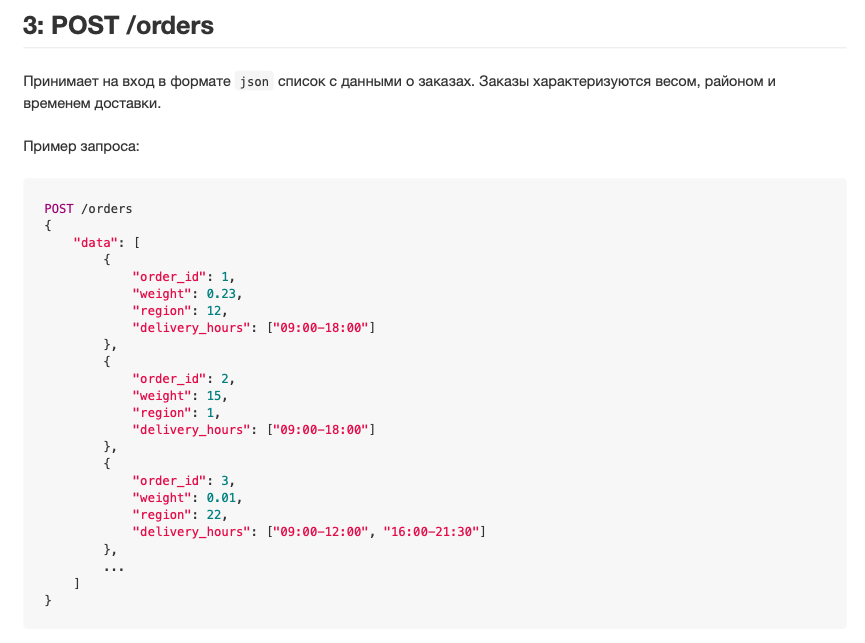 3: POST /orders
Принимает на вход в формате json список с данными о заказах. Заказы характеризуются весом, районом и
временем доставки.
Пример запроса:
POST /orders
{
    "data": [
        {
            "order_id": 1,
            "weight": 0.23,
            "region": 12,
            "delivery_hours": ["09:00-18:00"]
        },
        {
            "order_id": 2,
            "weight": 15,
            "region": 1,
            "delivery_hours": ["09:00-18:00"]
        },
        {
            "order_id": 3,
            "weight": 0.01,
            "region": 22,
            "delivery_hours": ["09:00-12:00", "16:00-21:30"]
        },
        ...
    ]
}